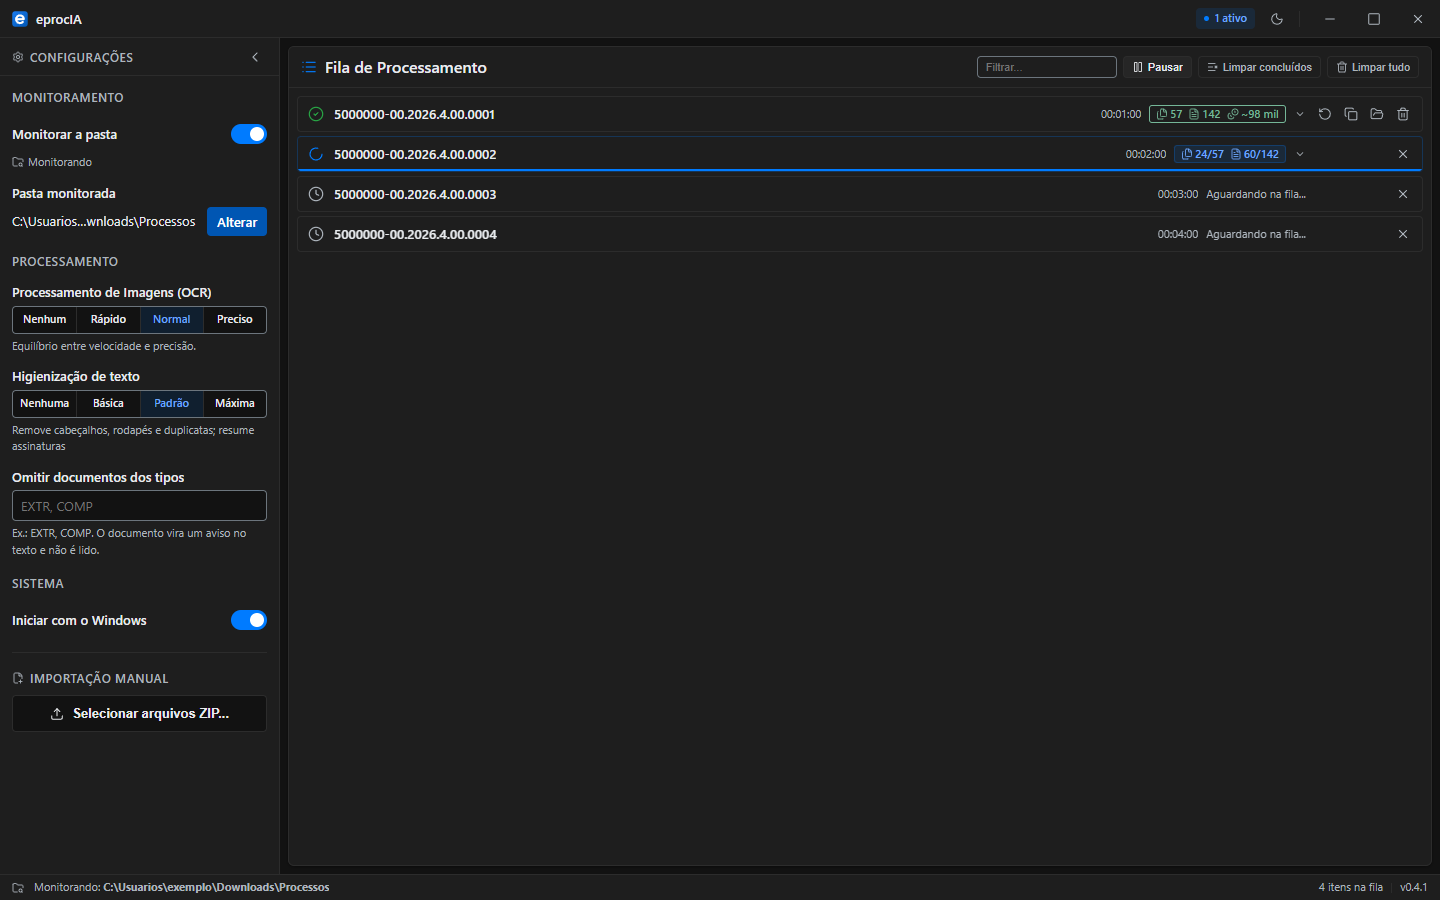 eprocIA
1 ativo
CONFIGURAÇÕES
MONITORAMENTO
Monitorar a pasta
Monitorando
Pasta monitorada
C:\Usuarios...wnloads\Processos
Alterar
PROCESSAMENTO
Processamento de Imagens (OCR)
Nenhum Rápido Normal Preciso
Equilíbrio entre velocidade e precisão.
Higienização de texto
Nenhuma Básica Padrão Máxima
Remove cabeçalhos, rodapés e duplicatas; resume
assinaturas
Omitir documentos dos tipos
EXTR, COMP
Ex.: EXTR, COMP. O documento vira um aviso no
texto e não é lido.
SISTEMA
Iniciar com o Windows
IMPORTAÇÃO MANUAL
Selecionar arquivos ZIP...
Fila de Processamento
Filtrar...
Pausar
Limpar concluídos
Limpar tudo
5000000-00.2026.4.00.0001 00:01:00 57 142 ~98 mil
5000000-00.2026.4.00.0002 00:02:00 24/57 60/142
5000000-00.2026.4.00.0003 00:03:00 Aguardando na fila...
5000000-00.2026.4.00.0004 00:04:00 Aguardando na fila...
Monitorando: C:\Usuarios\exemplo\Downloads\Processos
4 itens na fila
v0.4.1